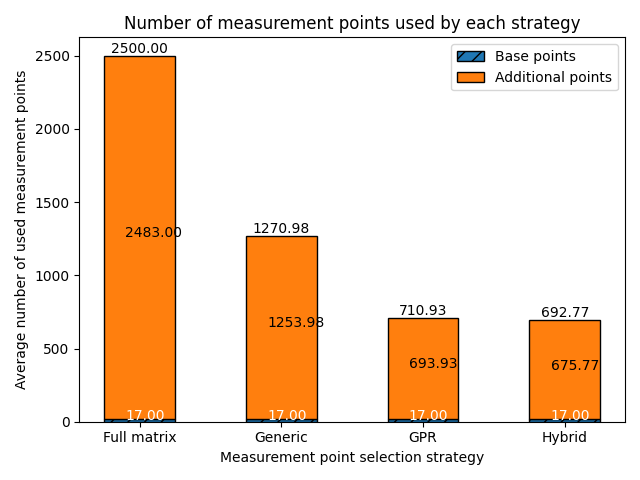 Number of measurement points used by each strategy
Average number of used measurement points
2500
2000
1500
1000
500
0
Base points
Additional points
2500.00
2483.00
17.00
1270.98
1253.98
17.00
710.93
693.93
17.00
692.77
675.77
17.00
Full matrix
Generic
GPR
Hybrid
Measurement point selection strategy